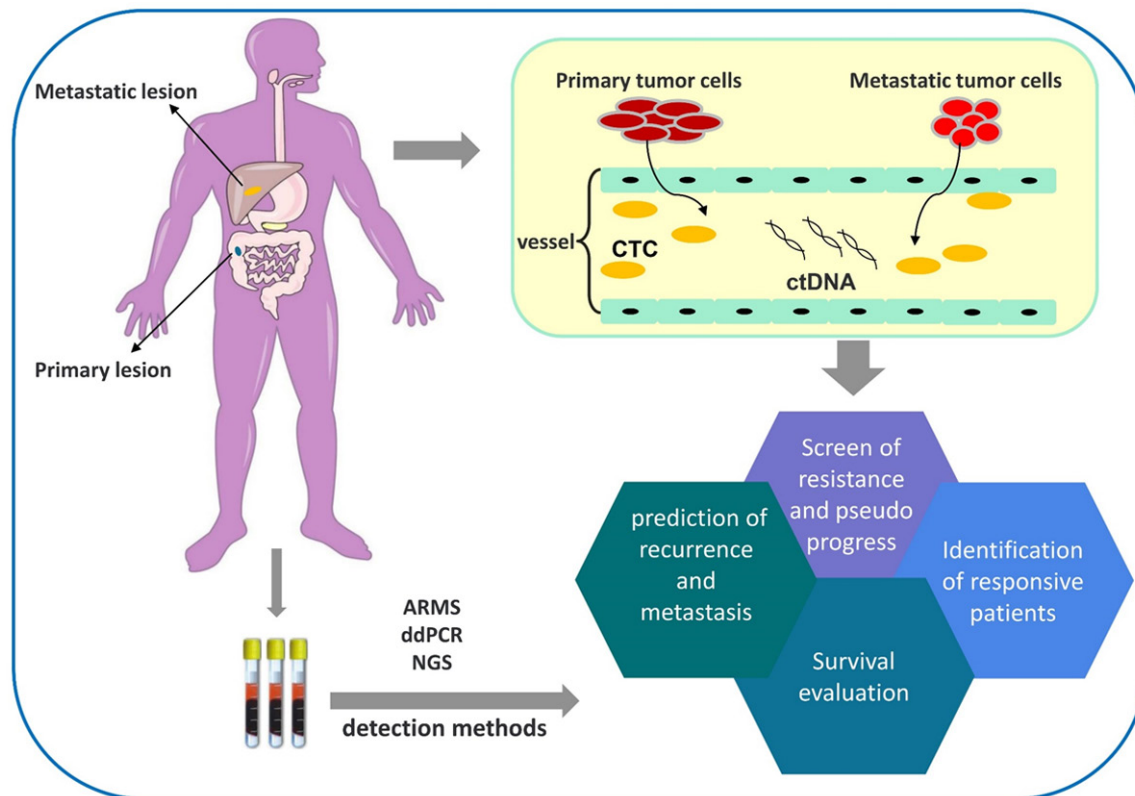 Metastatic lesion
Primary lesion
Primary tumor cells
Metastatic tumor cells
vessel
CTC
ctDNA
ARMS
ddPCR
NGS
detection methods
Screen of
resistance
and pseudo
progress
prediction of
recurrence
and
metastasis
Identification
of responsive
patients
Survival
evaluation